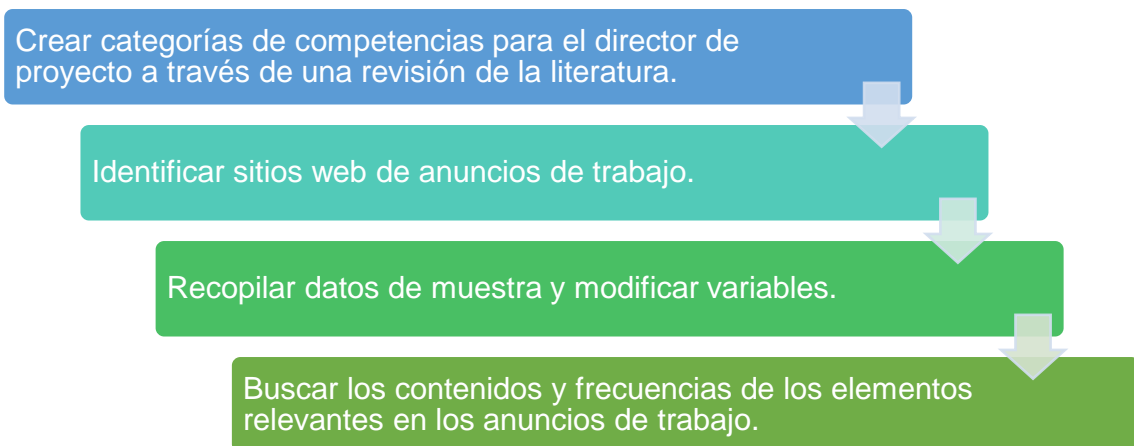 Crear categorías de competencias para el director de
proyecto a través de una revisión de la literatura.
Identificar sitios web de anuncios de trabajo.
Recopilar datos de muestra y modificar variables.
Buscar los contenidos y frecuencias de los elementos
relevantes en los anuncios de trabajo.